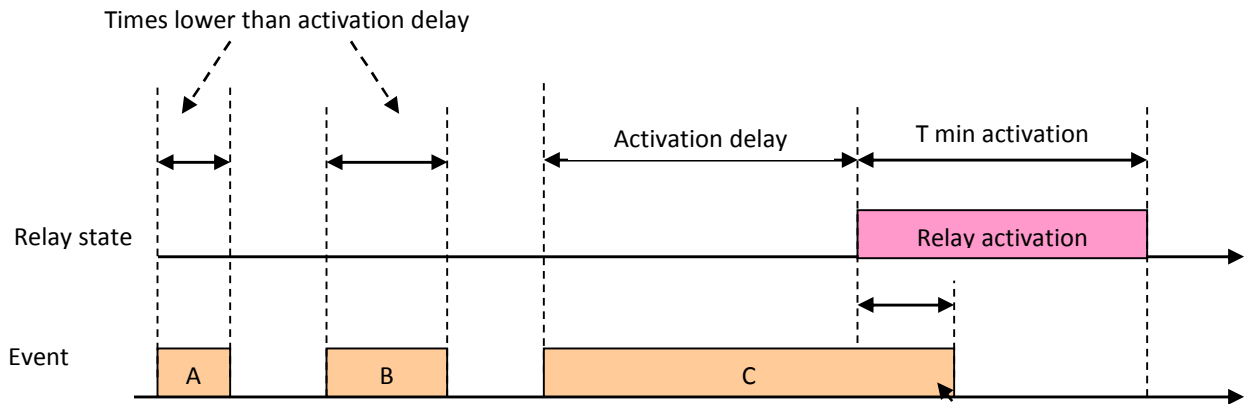 Times lower than activation delay
Activation delay
T min activation
Relay state
Relay activation
Event
A
B
C